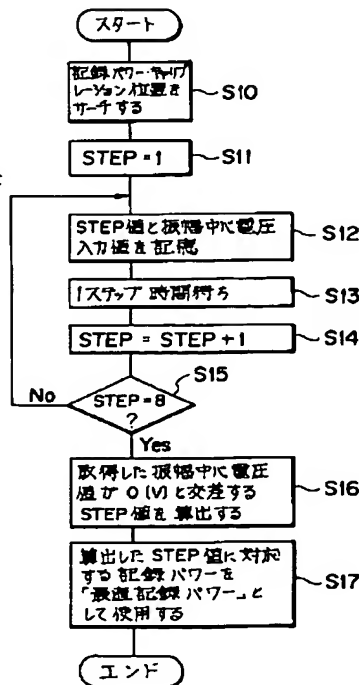 スタート
記録パワー・キャリブ
レーション位置を
サーチする
S10
STEP = 1
S11
STEP値と振幅中心電圧
入力値を記憶
S12
1ステップ時間待ち
S13
STEP = STEP + 1
S14
S15
STEP = 8
?
No
Yes
取得した振幅中心電圧
値が0(V)と交差する
STEP値を算出する
S16
算出したSTEP値に対応
する記録パワーを
「最適記録パワー」と
して使用する
S17
エンド